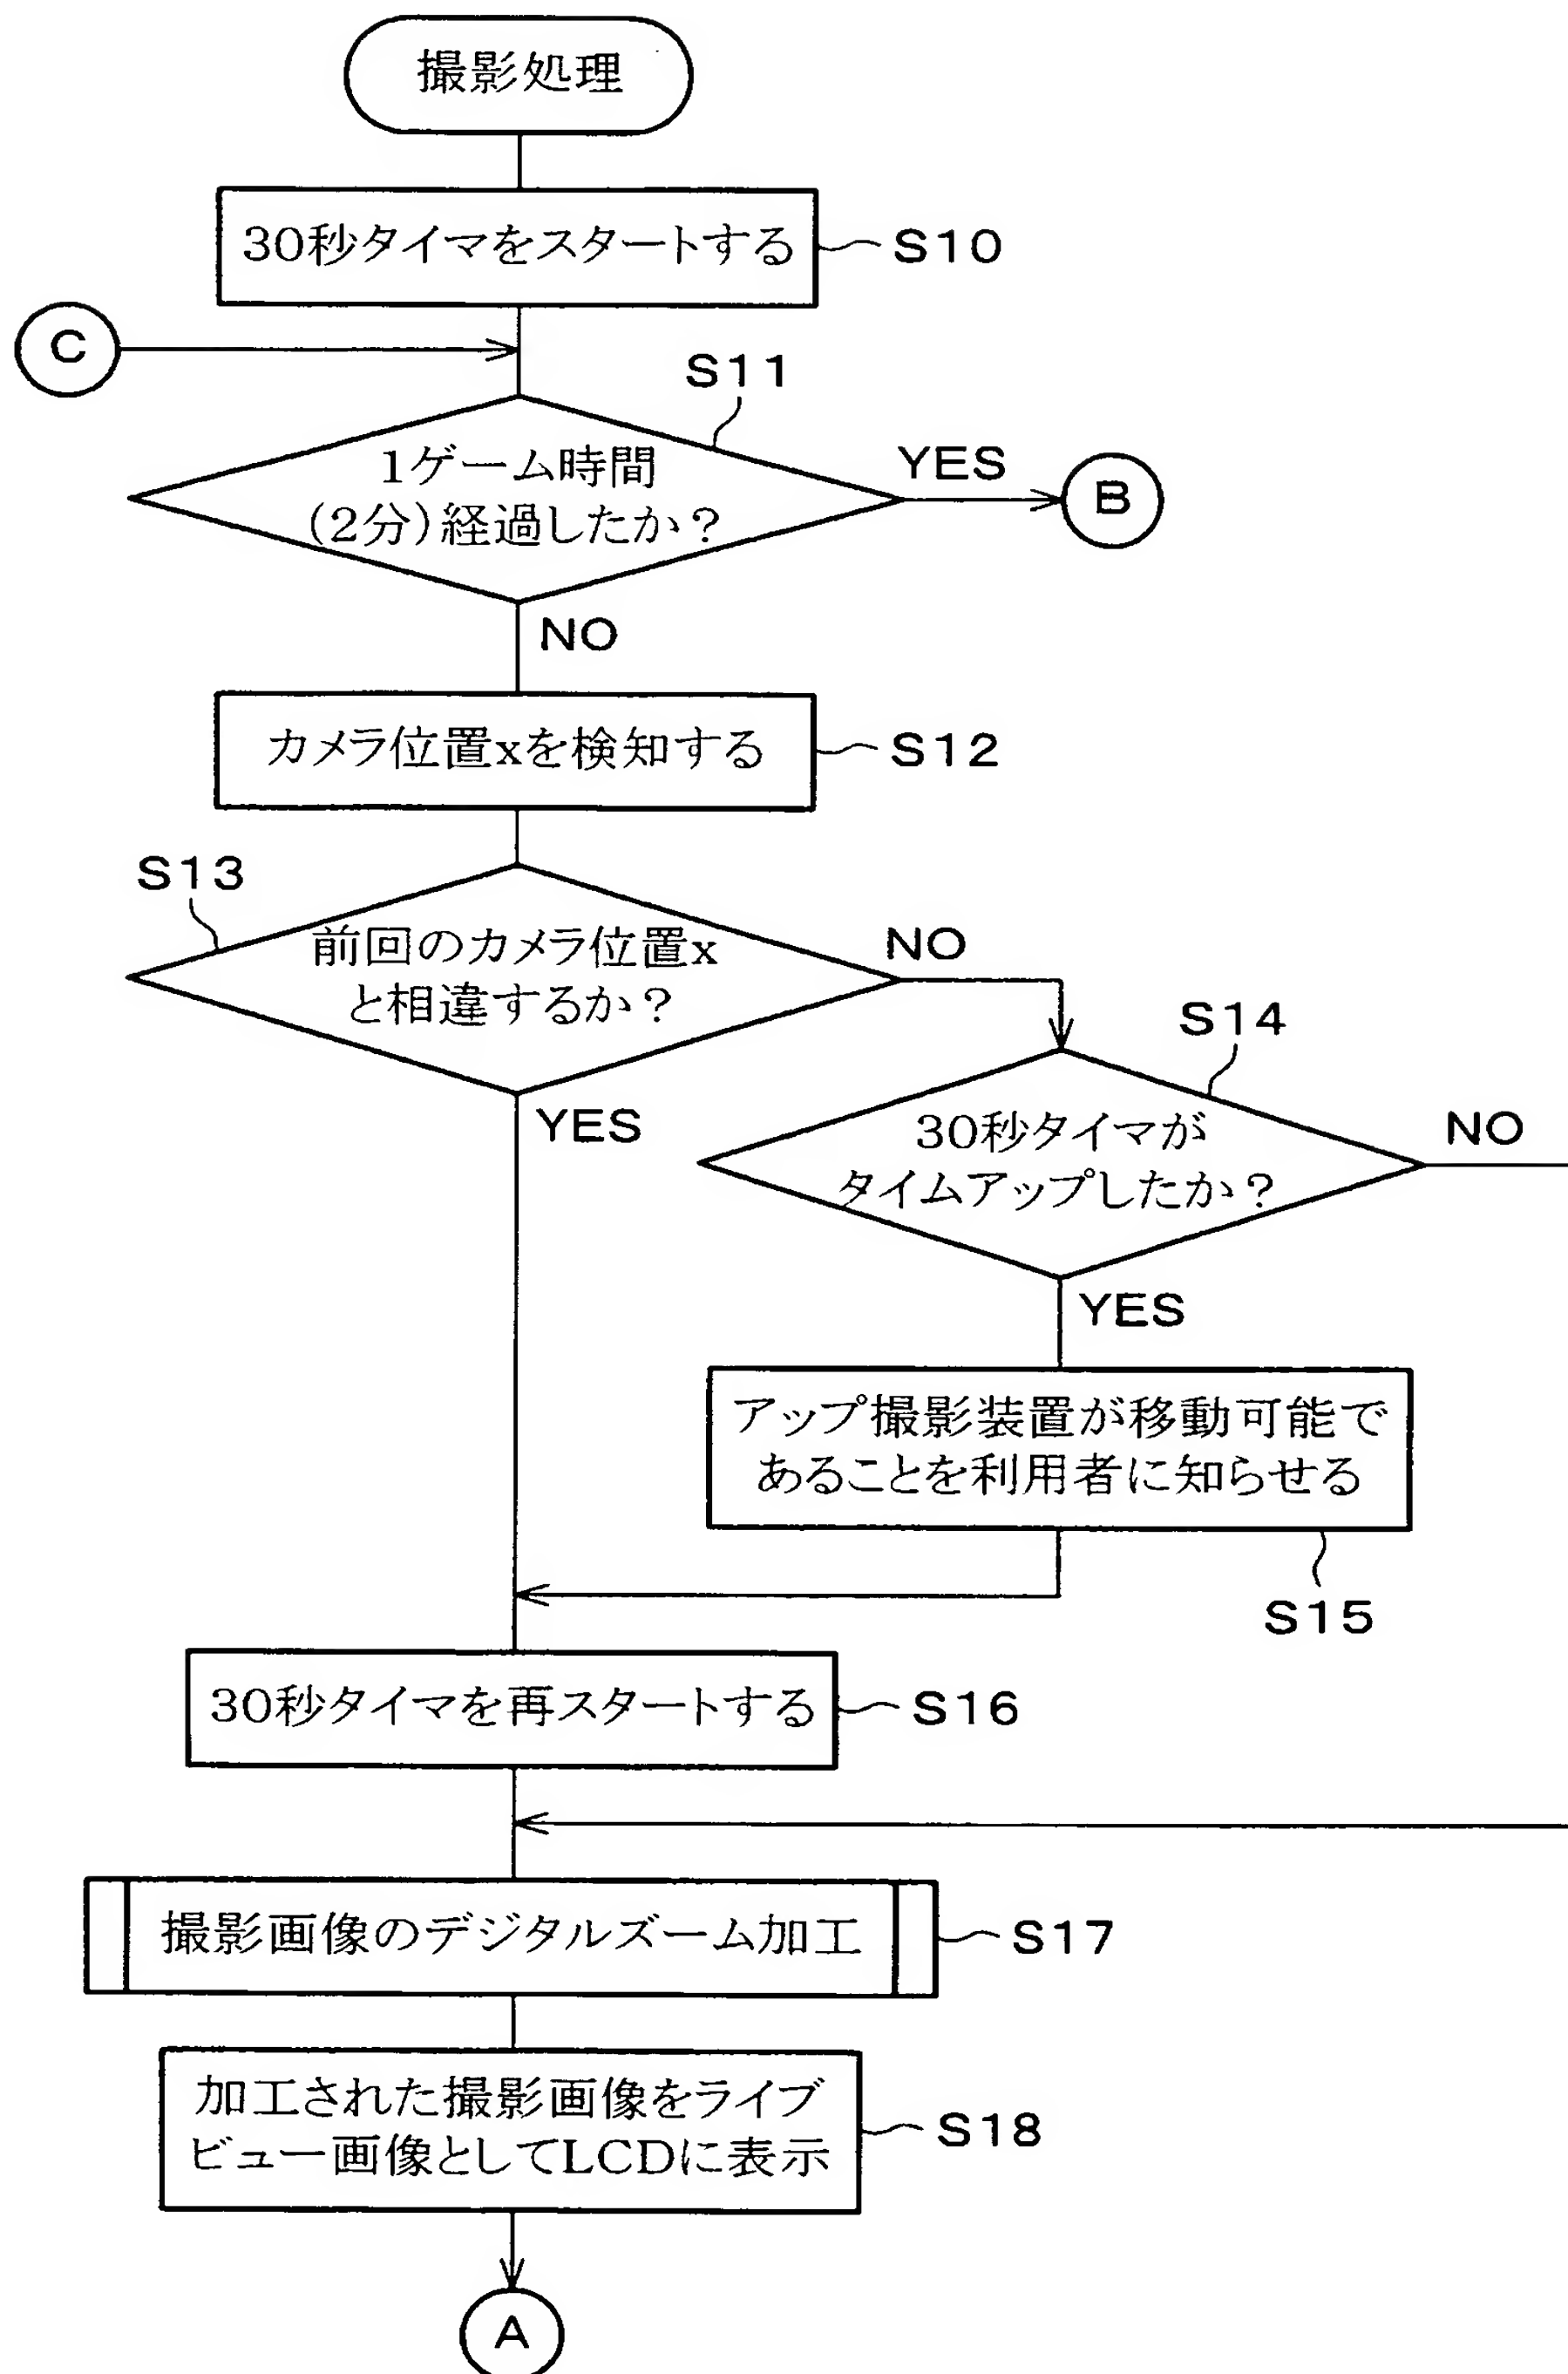 撮影処理
30秒タイマをスタートする
S10
C
S11
1ゲーム時間
(2分)経過したか?
YES
B
NO
カメラ位置xを検知する
S12
S13
前回のカメラ位置x
と相違するか?
NO
YES
S14
30秒タイマが
タイムアップしたか?
NO
YES
アップ撮影装置が移動可能で
あることを利用者に知らせる
S15
30秒タイマを再スタートする
S16
撮影画像のデジタルズーム加工
S17
加工された撮影画像をライブ
ビュー画像としてLCDに表示
S18
A